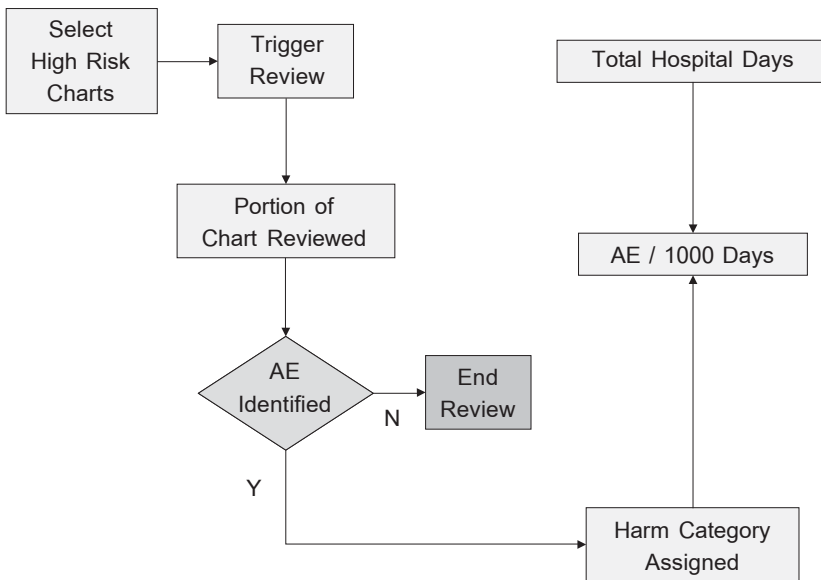 Select
High Risk
Charts
Trigger
Review
Total Hospital Days
Portion of
Chart Reviewed
AE / 1000 Days
AE
Identified
End
Review
N
Y
Harm Category
Assigned